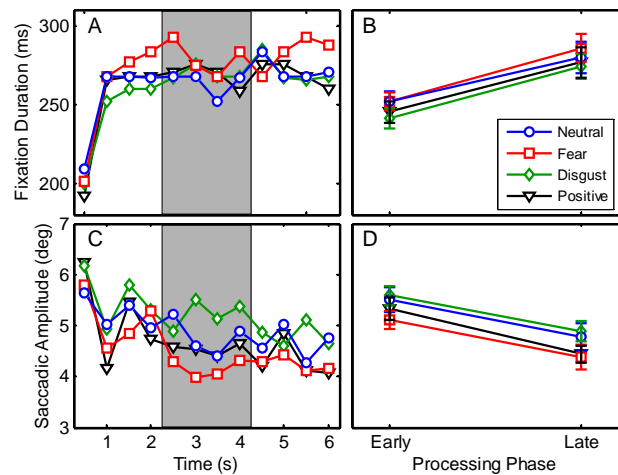 A
B
Fixation Duration (ms)
300
250
200
Neutral
Fear
Disgust
Positive
C
D
Saccadic Amplitude (deg)
7
6
5
4
3
1 2 3 4 5 6
Time (s)
Early Late
Processing Phase